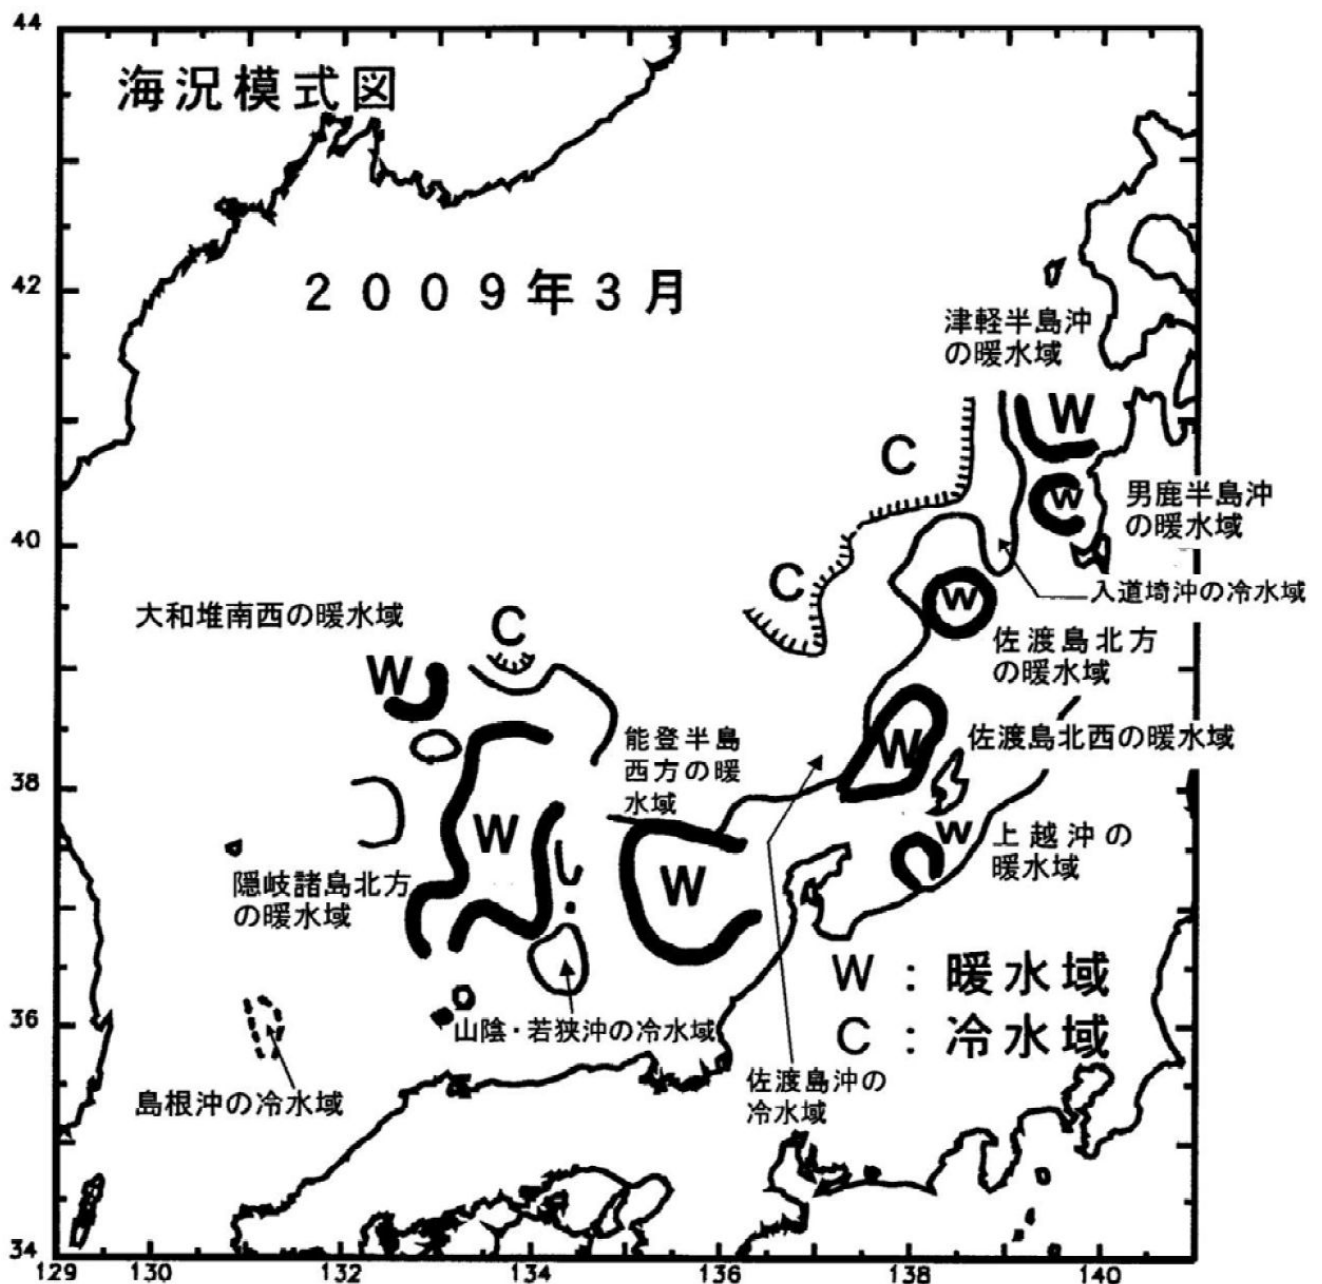 44
海況模式図
42
2009年3月
津軽半島沖
の暖水域
W
C
W
男鹿半島沖
の暖水域
40
C
W
入道埼沖の冷水域
大和堆南西の暖水域
C
佐渡島北方
の暖水域
W
能登半島
西方の暖
水域
W
佐渡島北西の暖水域
38
W
W
上越沖の
暖水域
隠岐諸島北方
の暖水域
W
W:暖水域
C:冷水域
36
山陰・若狭沖の冷水域
佐渡島沖の
冷水域
島根沖の冷水域
34
129 130 132 134 136 138 140